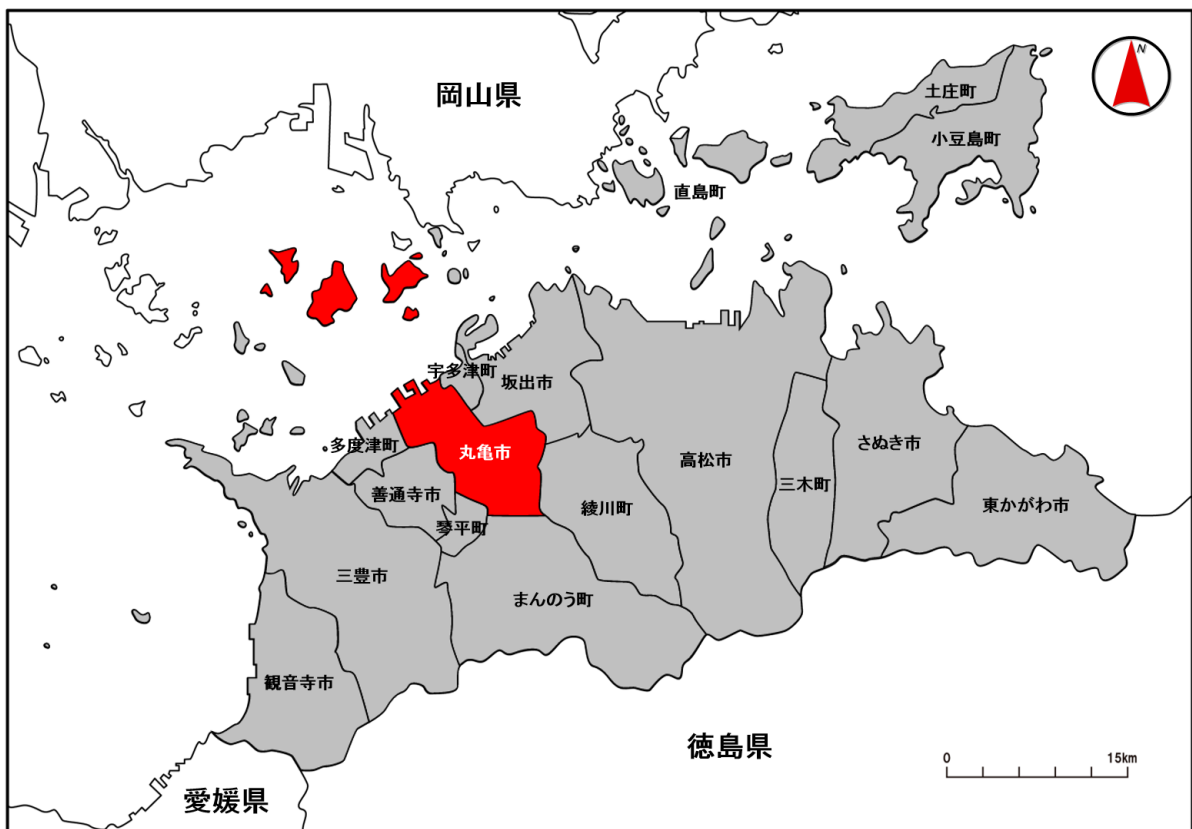 岡山県
N
土庄町
小豆島町
直島町
宇多津町
坂出市
多度津町
丸亀市
高松市
さぬき市
善通寺市
三木町
琴平町
綾川町
東かがわ市
三豊市
まんのう町
観音寺市
徳島県
愛媛県
0 15km